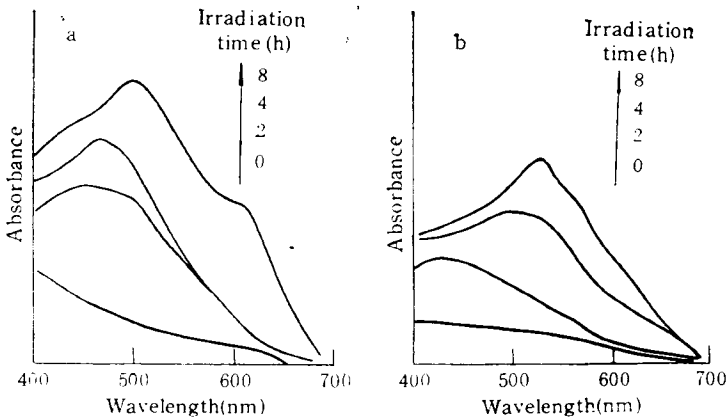 a
Irradiation
time(h)
8
4
2
0
Absorbance
400 500 600 700
Wavelength(nm)
b
Irradiation
time(h)
8
4
2
0
Absorbance
400 500 600 700
Wavelength(nm)